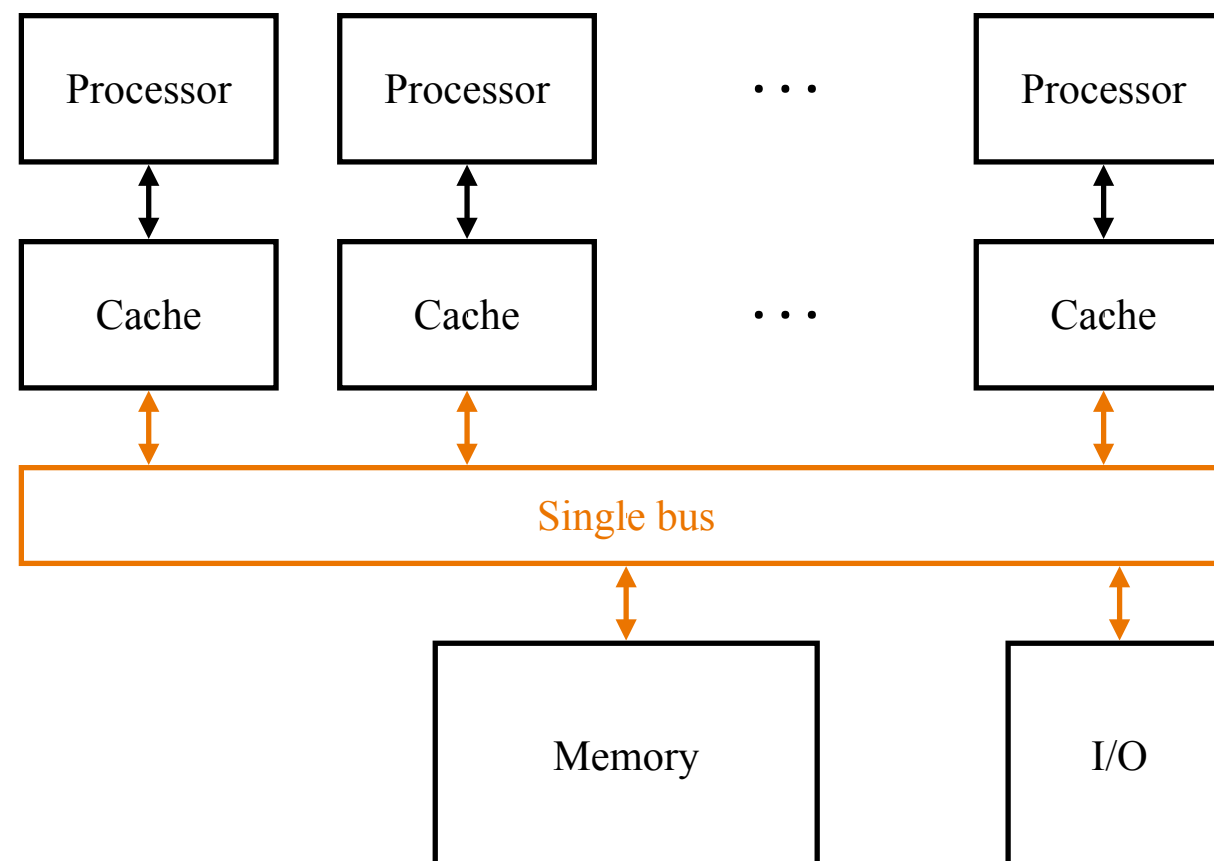 Processor Processor . . . Processor
Cache Cache . . . Cache
Single bus
Memory I/O